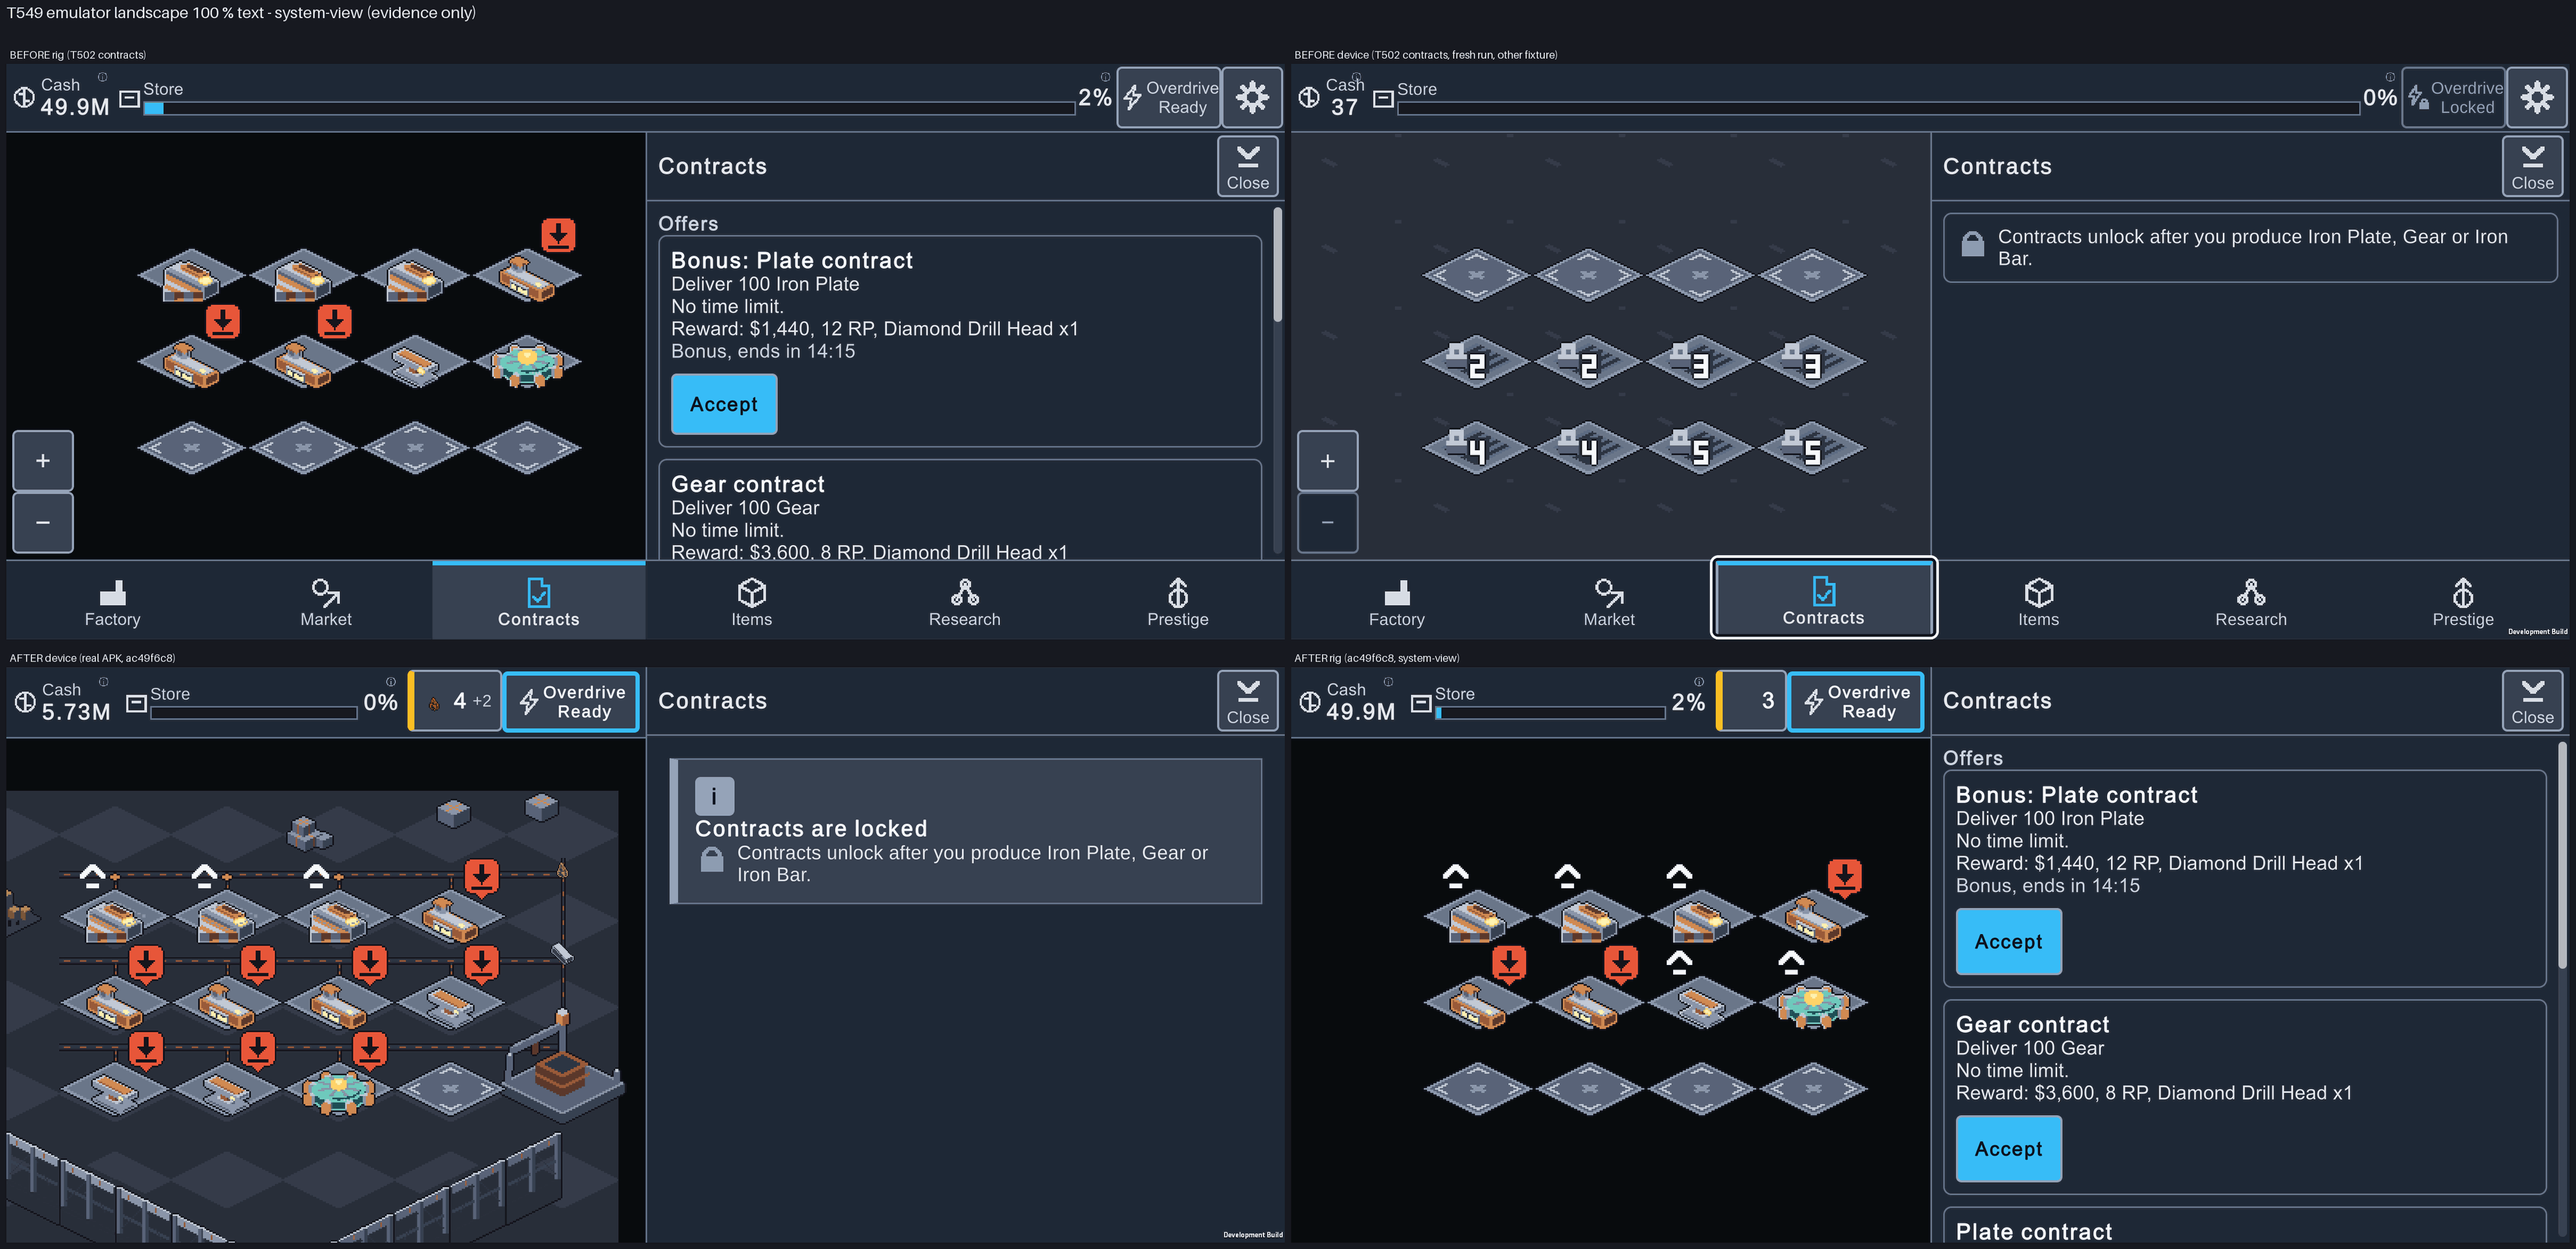 T549 emulator landscape 100 % text - system-view (evidence only)
BEFORE rig (T502 contracts)
Cash
49.9M
Store
2%
Overdrive
Ready
Contracts
Close
Offers
Bonus: Plate contract
Deliver 100 Iron Plate
No time limit.
Reward: $1,440, 12 RP, Diamond Drill Head x1
Bonus, ends in 14:15
Accept
Gear contract
Deliver 100 Gear
No time limit.
Reward: $3,600, 8 RP, Diamond Drill Head x1
+
−
Factory
Market
Contracts
Items
Research
Prestige
BEFORE device (T502 contracts, fresh run, other fixture)
Cash
37
Store
0%
Overdrive
Locked
Contracts
Close
Contracts unlock after you produce Iron Plate, Gear or Iron
Bar.
2 2 3 3
4 4 5 5
+
−
Factory
Market
Contracts
Items
Research
Prestige
Development Build
AFTER device (real APK, ac49f6c8)
Cash
5.73M
Store
0%
4 +2
Overdrive
Ready
Contracts
Close
i
Contracts are locked
Contracts unlock after you produce Iron Plate, Gear or
Iron Bar.
Development Build
AFTER rig (ac49f6c8, system-view)
Cash
49.9M
Store
2%
3
Overdrive
Ready
Contracts
Close
Offers
Bonus: Plate contract
Deliver 100 Iron Plate
No time limit.
Reward: $1,440, 12 RP, Diamond Drill Head x1
Bonus, ends in 14:15
Accept
Gear contract
Deliver 100 Gear
No time limit.
Reward: $3,600, 8 RP, Diamond Drill Head x1
Accept
Plate contract